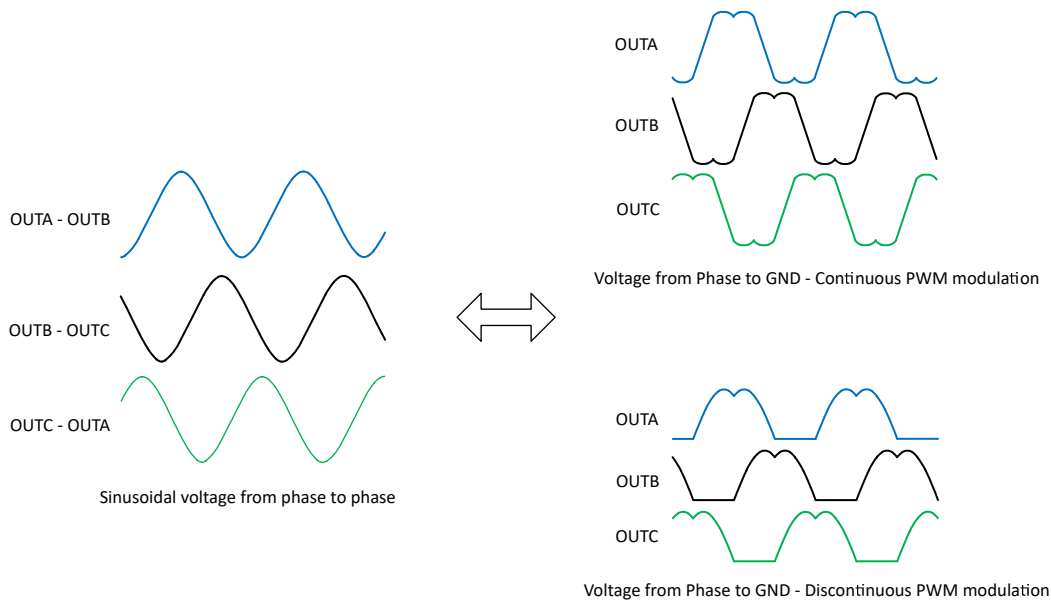 OUTA - OUTB
OUTB - OUTC
OUTC - OUTA
Sinusoidal voltage from phase to phase
OUTA
OUTB
OUTC
Voltage from Phase to GND - Continuous PWM modulation
OUTA
OUTB
OUTC
Voltage from Phase to GND - Discontinuous PWM modulation